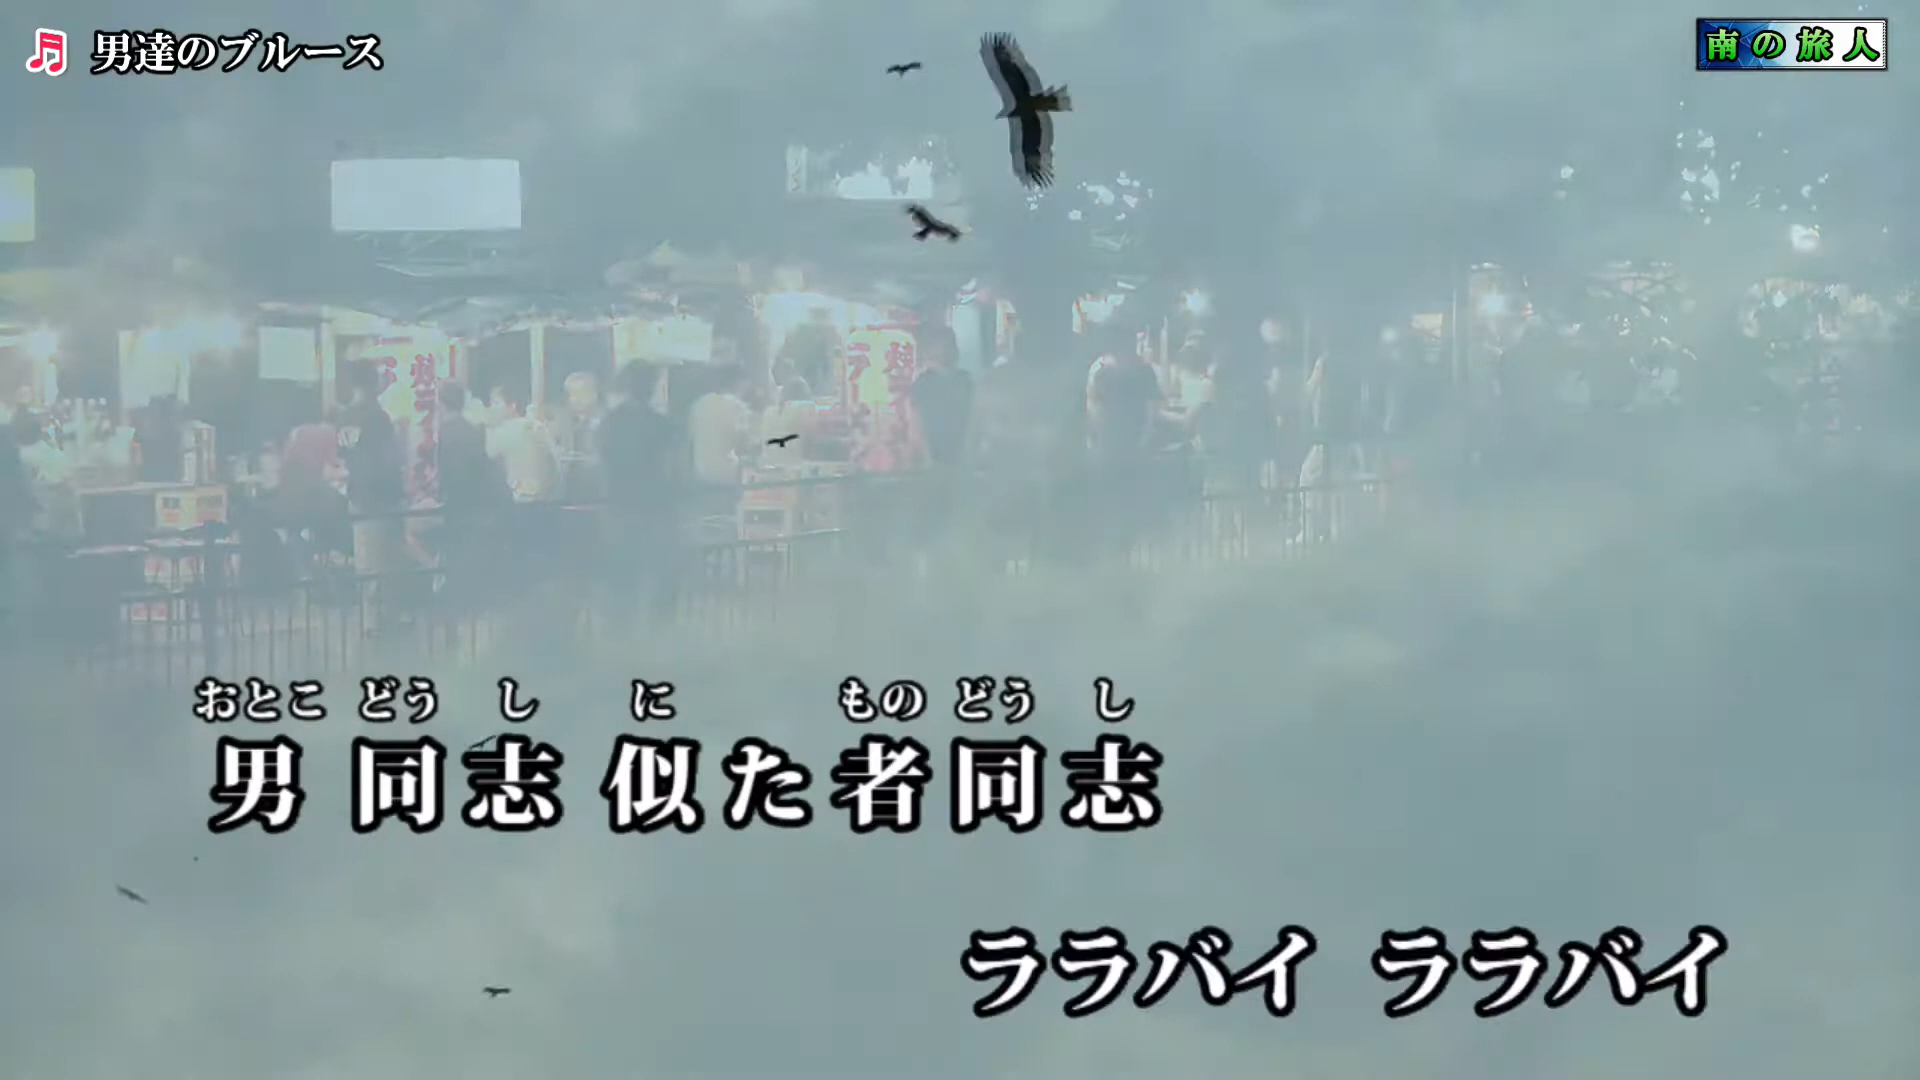 男達のブルース
南の旅人
おとこ どう し に もの どう し
男 同志 似た者同志
ララバイ ララバイ